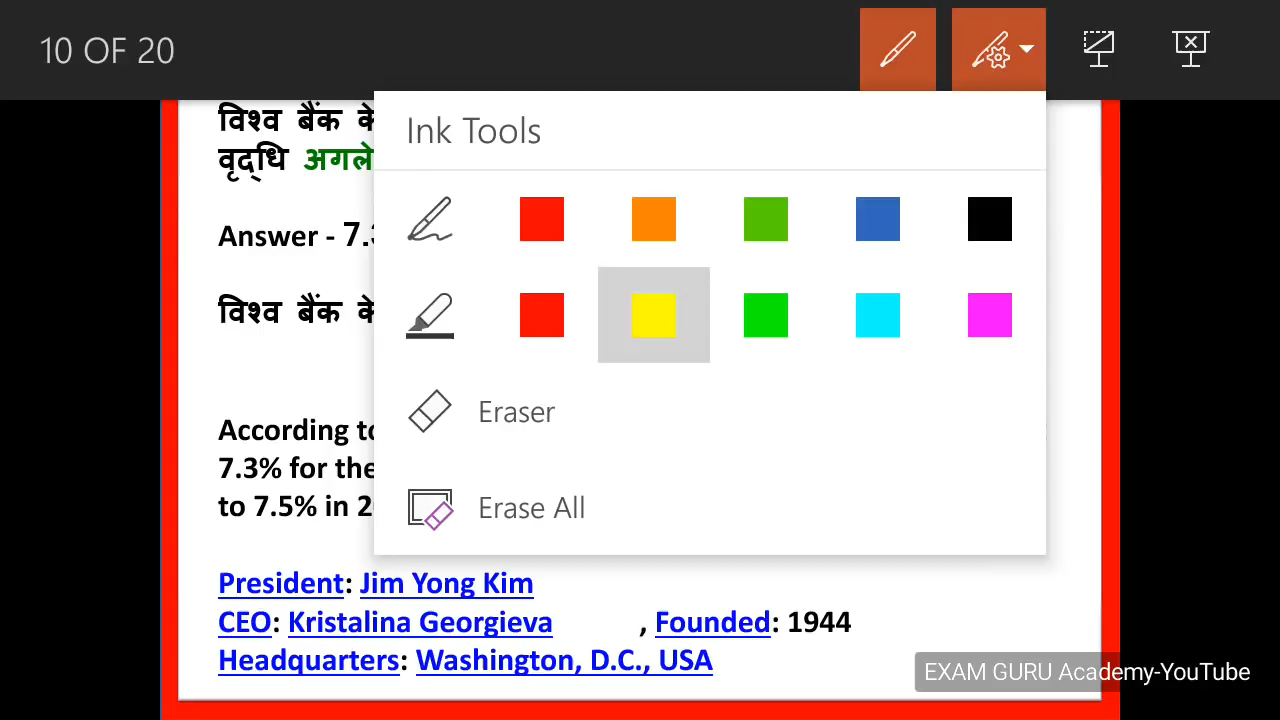 10 OF 20
Ink Tools
विश्व बैंक के
वृद्धि अगले
Answer - 7.3
विश्व बैंक के
Eraser
According to
7.3% for the
to 7.5% in
Erase All
President: Jim Yong Kim
CEO: Kristalina Georgieva , Founded: 1944
Headquarters: Washington, D.C., USA
EXAM GURU Academy-YouTube